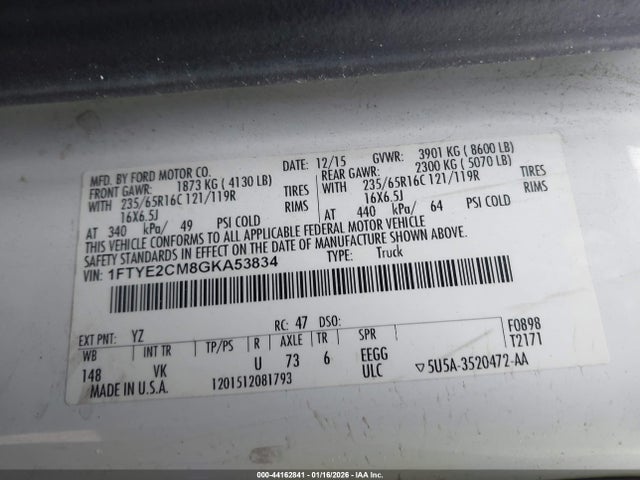 MFD. BY FORD MOTOR CO.
DATE: 12/15 GVWR: 3901 KG ( 8600 LB)
FRONT GAWR: 1873 KG ( 4130 LB) REAR GAWR: 2300 KG ( 5070 LB)
WITH 235/65R16C 121/119R TIRES WITH 235/65R16C 121/119R TIRES
16X6.5J RIMS 16X6.5J RIMS
AT 340 kPa/ 49 PSI COLD AT 440 kPa/ 64 PSI COLD
THIS VEHICLE CONFORMS TO ALL APPLICABLE FEDERAL MOTOR VEHICLE
SAFETY STANDARDS IN EFFECT ON THE DATE OF MANUFACTURE SHOWN ABOVE.
VIN: 1FTYE2CM8GKA53834 TYPE: Truck
EXT PNT: YZ RC: 47 DSO: F0898
WB INT TR TP/PS R AXLE TR SPR T2171
148 VK U 73 6 EEGG
ULC
MADE IN U.S.A. 1201512081793 ▽5U5A-3520472-AA
000-44162841 - 01/16/2026 - IAA Inc.